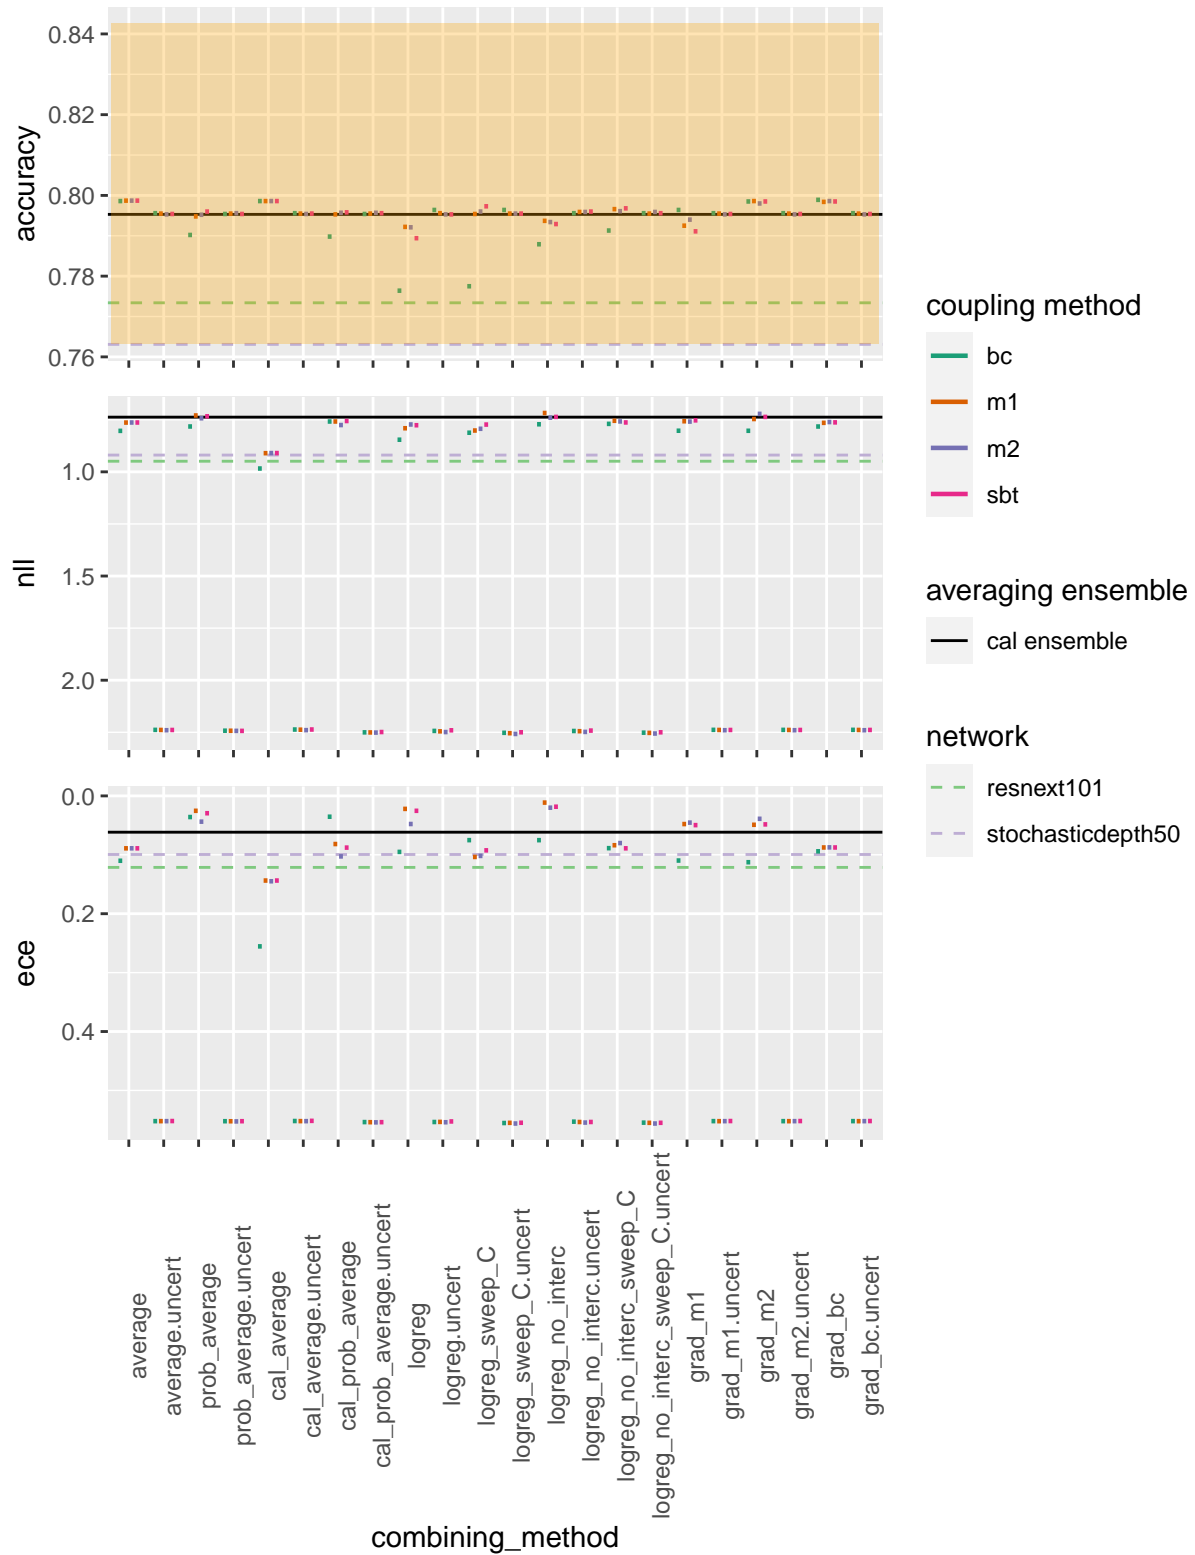 0.84
0.82
0.80
0.78
0.76
accuracy
1.0
1.5
2.0
nll
0.0
0.2
0.4
ece
average
average.uncert
prob_average
prob_average.uncert
cal_average
cal_average.uncert
cal_prob_average
cal_prob_average.uncert
logreg
logreg.uncert
logreg_sweep_C
logreg_sweep_C.uncert
logreg_no_interc
logreg_no_interc.uncert
logreg_no_interc_sweep_C
logreg_no_interc_sweep_C.uncert
grad_m1
grad_m1.uncert
grad_m2
grad_m2.uncert
grad_bc
grad_bc.uncert
combining_method
coupling method
bc
m1
m2
sbt
averaging ensemble
cal ensemble
network
resnext101
stochasticdepth50